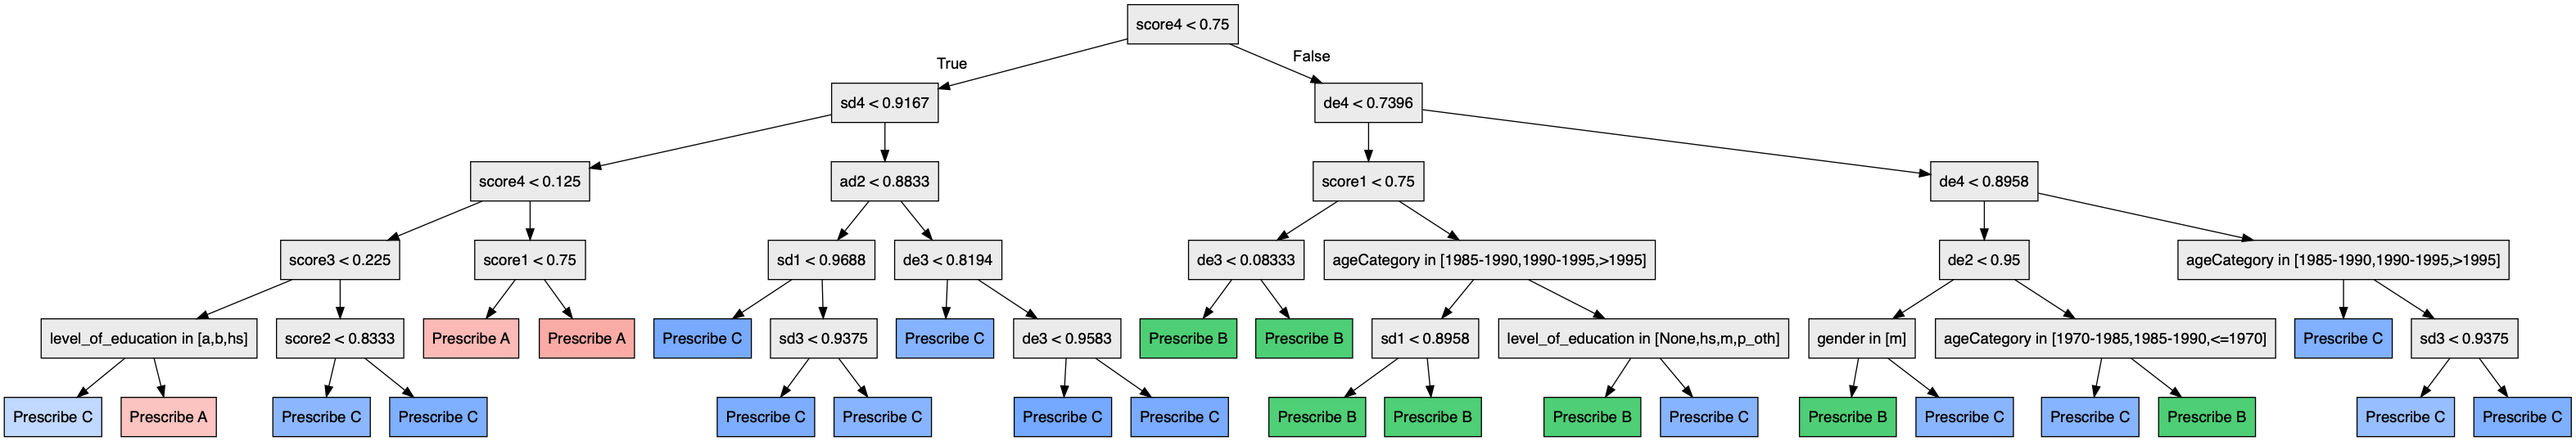 score4 < 0.75
True
False
sd4 < 0.9167
de4 < 0.7396
score4 < 0.125
ad2 < 0.8833
score1 < 0.75
de4 < 0.8958
score3 < 0.225
score1 < 0.75
sd1 < 0.9688
de3 < 0.8194
de3 < 0.08333
ageCategory in [1985-1990,1990-1995,>1995]
de2 < 0.95
ageCategory in [1985-1990,1990-1995,>1995]
level_of_education in [a,b,hs]
score2 < 0.8333
Prescribe A
Prescribe A
Prescribe C
sd3 < 0.9375
Prescribe C
de3 < 0.9583
Prescribe B
Prescribe B
sd1 < 0.8958
level_of_education in [None,hs,m,p_oth]
gender in [m]
ageCategory in [1970-1985,1985-1990,<=1970]
Prescribe C
sd3 < 0.9375
Prescribe C
Prescribe A
Prescribe C
Prescribe C
Prescribe C
Prescribe C
Prescribe C
Prescribe C
Prescribe B
Prescribe B
Prescribe B
Prescribe C
Prescribe B
Prescribe C
Prescribe C
Prescribe B
Prescribe C
Prescribe C